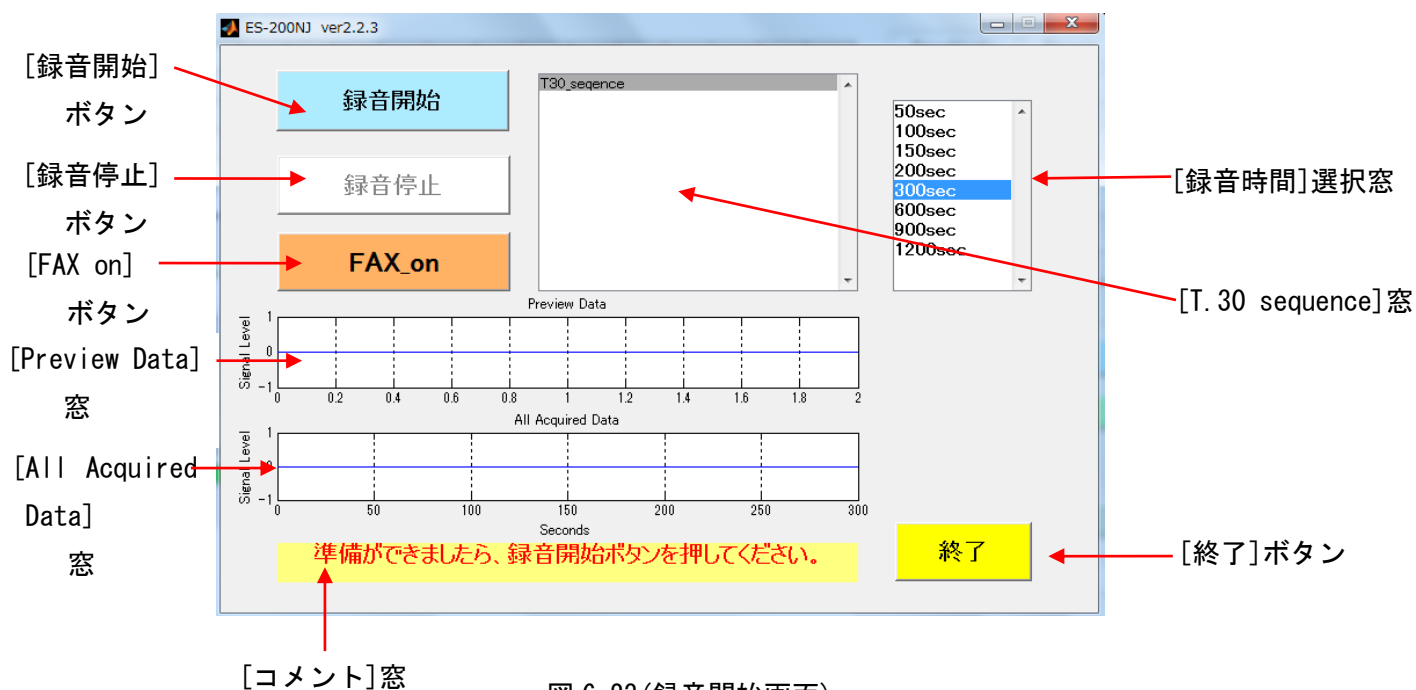 ES-200NJ ver2.2.3
[録音開始]
ボタン
録音開始
T30_seqence
50sec
100sec
150sec
200sec
300sec
600sec
900sec
1200sec
[録音停止]
ボタン
録音停止
[録音時間]選択窓
[FAX on]
ボタン
FAX_on
[T.30 sequence]窓
Preview Data
[Preview Data]
窓
Signal Level
1
0
-1
0 0.2 0.4 0.6 0.8 1 1.2 1.4 1.6 1.8 2
All Acquired Data
[All Acquired
Data]
窓
Signal Level
1
0
-1
0 50 100 150 200 250 300
Seconds
準備ができましたら、録音開始ボタンを押してください。
終了
[終了]ボタン
[コメント]窓